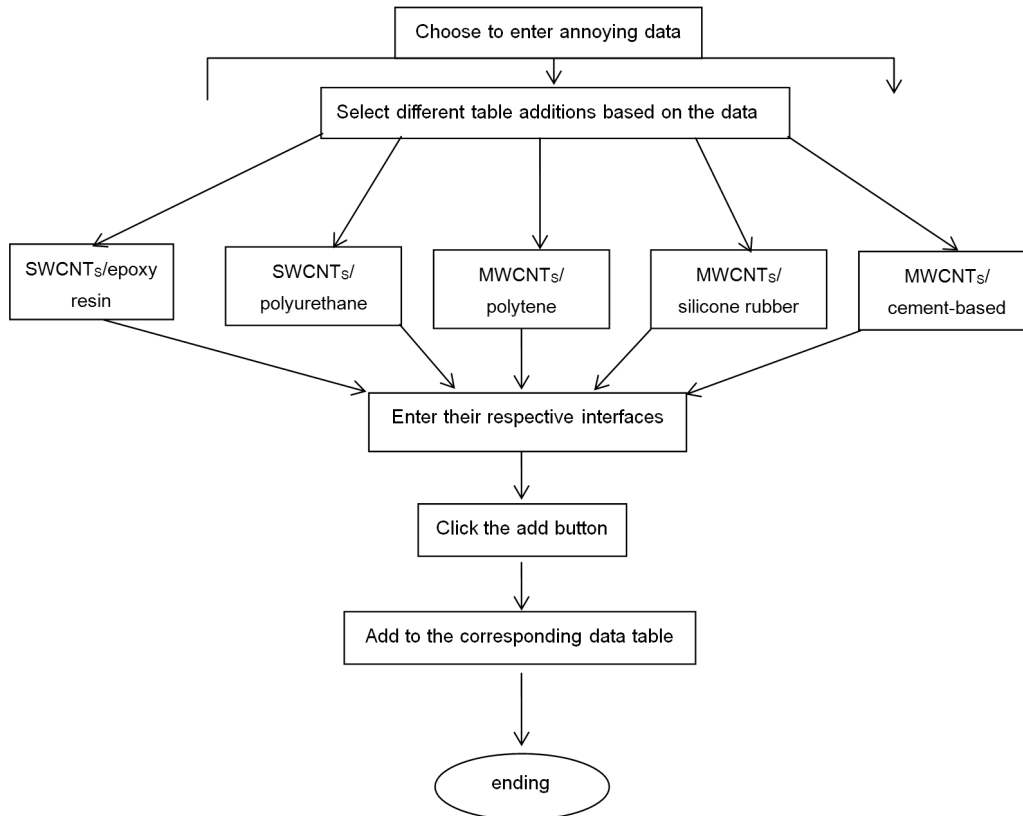 Choose to enter annoying data
Select different table additions based on the data
SWCNTs/epoxy
resin
SWCNTs/
polyurethane
MWCNTs/
polytene
MWCNTs/
silicone rubber
MWCNTs/
cement-based
Enter their respective interfaces
Click the add button
Add to the corresponding data table
ending